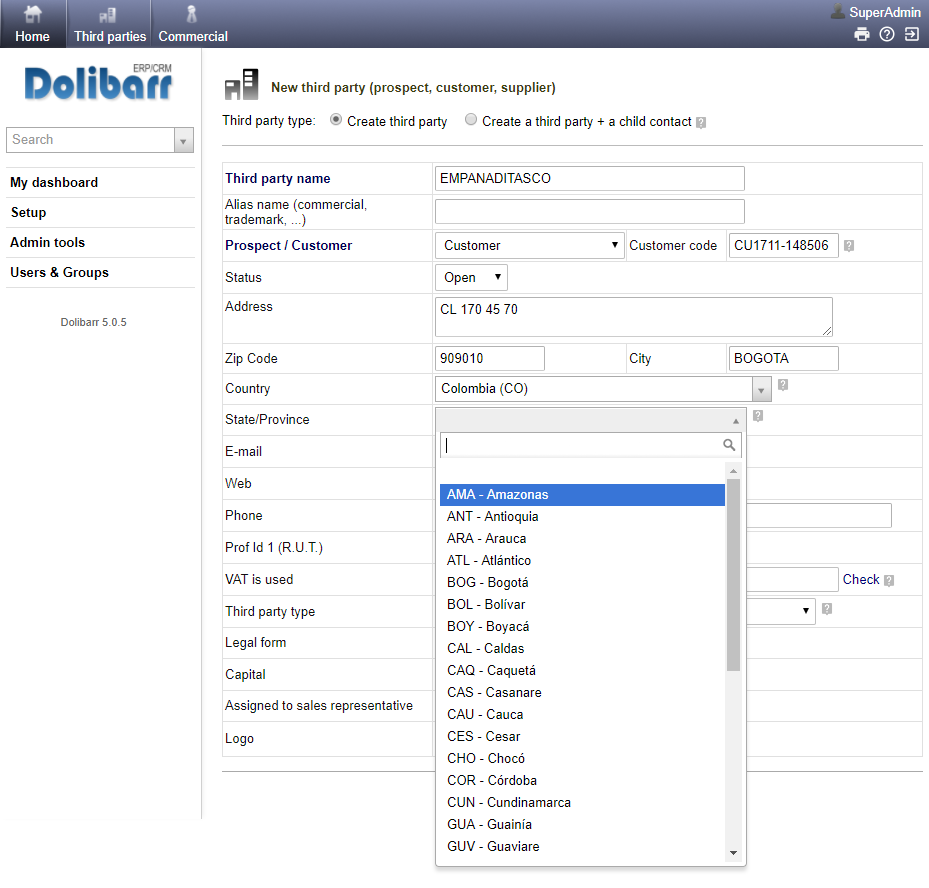 Home Third parties Commercial
SuperAdmin
ERP/CRM
Dolibarr
Search
My dashboard
Setup
Admin tools
Users & Groups
Dolibarr 5.0.5
New third party (prospect, customer, supplier)
Third party type: Create third party Create a third party + a child contact
Third party name EMPANADITASCO
Alias name (commercial,
trademark, ...)
Prospect / Customer Customer Customer code CU1711-148506
Status Open
Address CL 170 45 70
Zip Code 909010 City BOGOTA
Country Colombia (CO)
State/Province
E-mail
Web
Phone
Prof Id 1 (R.U.T.)
VAT is used Check
Third party type
Legal form
Capital
Assigned to sales representative
Logo
AMA - Amazonas
ANT - Antioquia
ARA - Arauca
ATL - Atlántico
BOG - Bogotá
BOL - Bolívar
BOY - Boyacá
CAL - Caldas
CAQ - Caquetá
CAS - Casanare
CAU - Cauca
CES - Cesar
CHO - Chocó
COR - Córdoba
CUN - Cundinamarca
GUA - Guainía
GUV - Guaviare